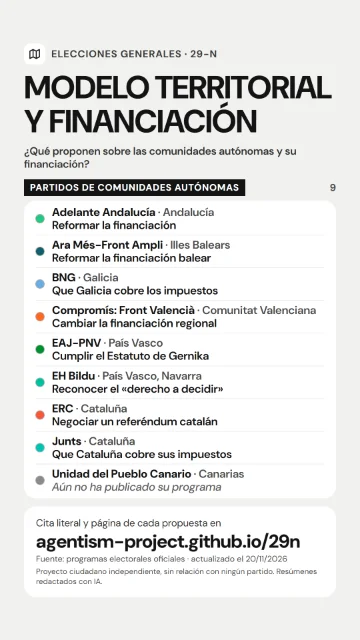 ELECCIONES GENERALES · 29-N
MODELO TERRITORIAL
Y FINANCIACIÓN
¿Qué proponen sobre las comunidades autónomas y su
financiación?
PARTIDOS DE COMUNIDADES AUTÓNOMAS 9
Adelante Andalucía · Andalucía
Reformar la financiación
Ara Més-Front Ampli · Illes Balears
Reformar la financiación balear
BNG · Galicia
Que Galicia cobre los impuestos
Compromís: Front Valencià · Comunitat Valenciana
Cambiar la financiación regional
EAJ-PNV · País Vasco
Cumplir el Estatuto de Gernika
EH Bildu · País Vasco, Navarra
Reconocer el «derecho a decidir»
ERC · Cataluña
Negociar un referéndum catalán
Junts · Cataluña
Que Cataluña cobre sus impuestos
Unidad del Pueblo Canario · Canarias
Aún no ha publicado su programa
Cita literal y página de cada propuesta en
agentism-project.github.io/29n
Fuente: programas electorales oficiales · actualizado el 20/11/2026
Proyecto ciudadano independiente, sin relación con ningún partido. Resúmenes
redactados con IA.